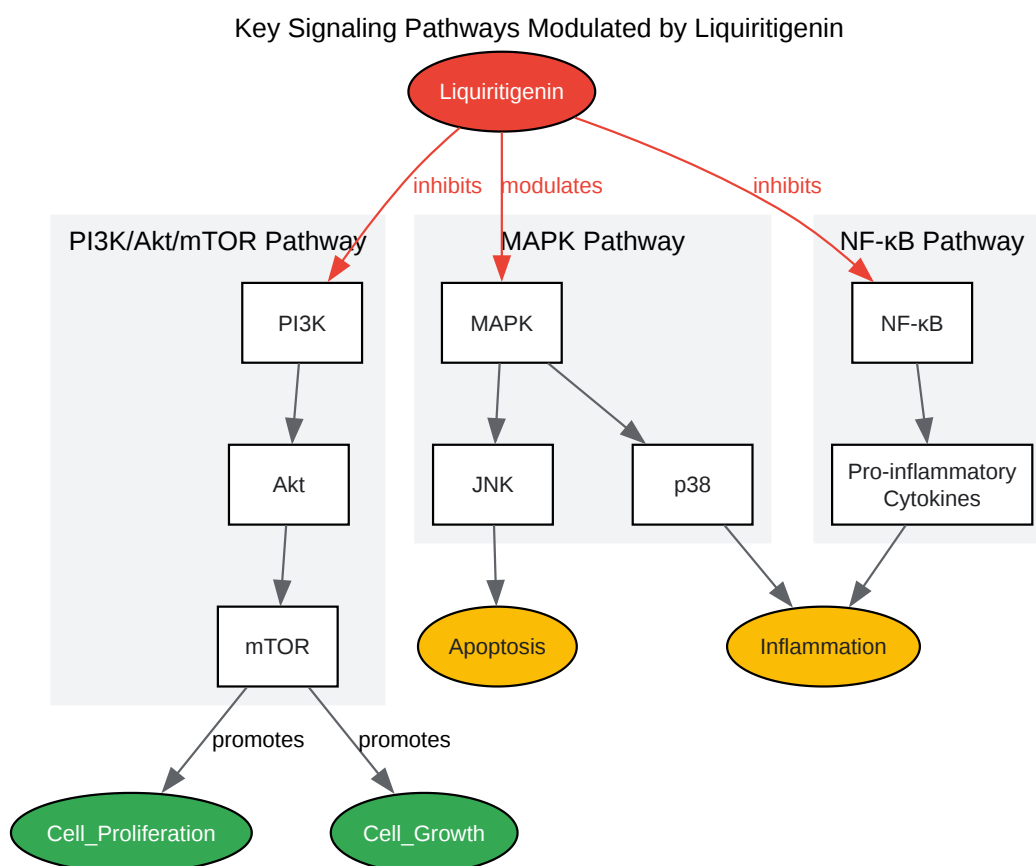 Key Signaling Pathways Modulated by Liquiritigenin
Liquiritigenin
inhibits
modulates
inhibits
PI3K/Akt/mTOR Pathway
MAPK Pathway
NF-κB Pathway
PI3K
MAPK
NF-κB
Akt
JNK
p38
Pro-inflammatory
Cytokines
mTOR
Apoptosis
Inflammation
promotes
promotes
Cell_Proliferation
Cell_Growth